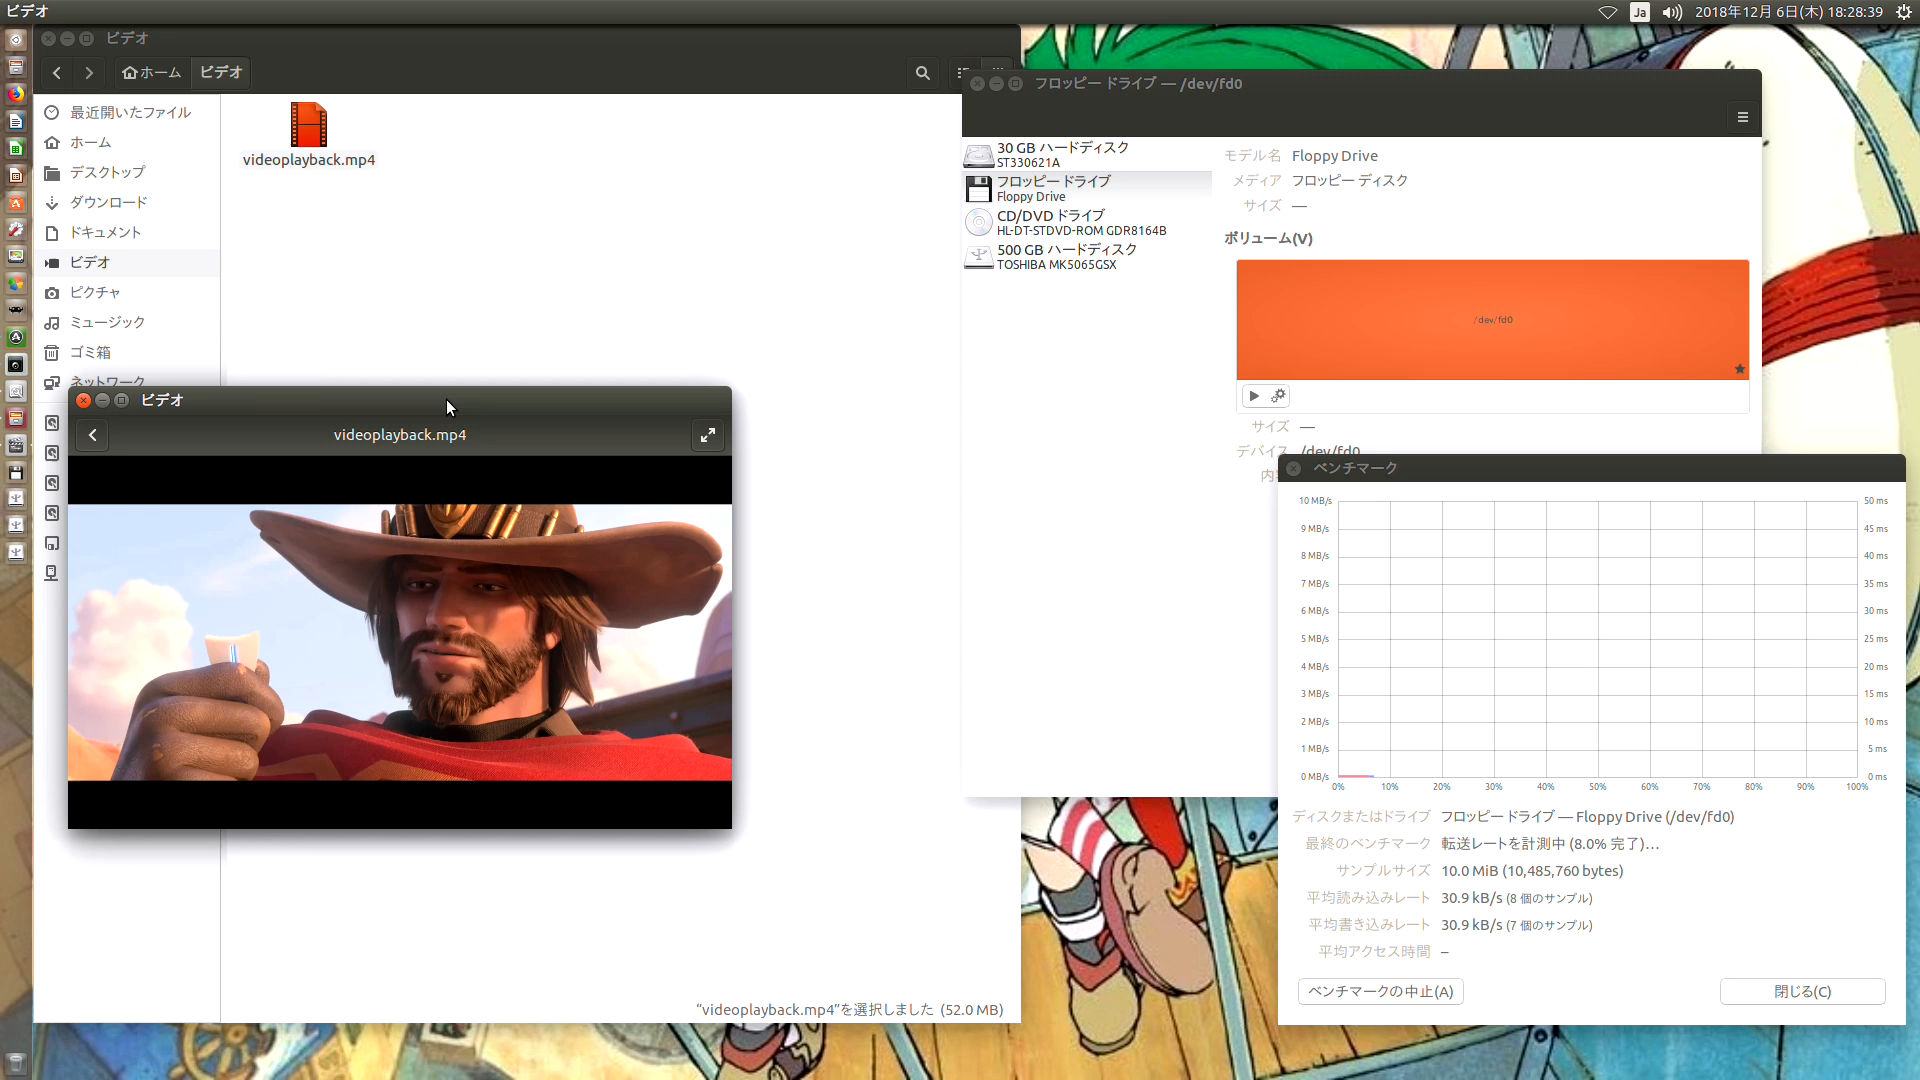 ビデオ
Ja
2018年12月 6日(木) 18:28:39
ビデオ
ホーム
ビデオ
最近開いたファイル
ホーム
デスクトップ
ダウンロード
ドキュメント
ビデオ
ピクチャ
ミュージック
ゴミ箱
ネットワーク
videoplayback.mp4
“videoplayback.mp4”を選択しました (52.0 MB)
ビデオ
videoplayback.mp4
フロッピー ドライブ — /dev/fd0
30 GB ハードディスク
ST330621A
フロッピー ドライブ
Floppy Drive
CD/DVD ドライブ
HL-DT-STDVD-ROM GDR8164B
500 GB ハードディスク
TOSHIBA MK5065GSX
モデル名 Floppy Drive
メディア フロッピー ディスク
サイズ —
ボリューム(V)
/dev/fd0
サイズ —
デバイス /dev/fd0
内
ベンチマーク
10 MB/s 50 ms
9 MB/s 45 ms
8 MB/s 40 ms
7 MB/s 35 ms
6 MB/s 30 ms
5 MB/s 25 ms
4 MB/s 20 ms
3 MB/s 15 ms
2 MB/s 10 ms
1 MB/s 5 ms
0 MB/s 0 ms
0% 10% 20% 30% 40% 50% 60% 70% 80% 90% 100%
ディスクまたはドライブ フロッピー ドライブ — Floppy Drive (/dev/fd0)
最終のベンチマーク 転送レートを計測中 (8.0% 完了)…
サンプルサイズ 10.0 MiB (10,485,760 bytes)
平均読み込みレート 30.9 kB/s (8 個のサンプル)
平均書き込みレート 30.9 kB/s (7 個のサンプル)
平均アクセス時間 –
ベンチマークの中止(A)
閉じる(C)